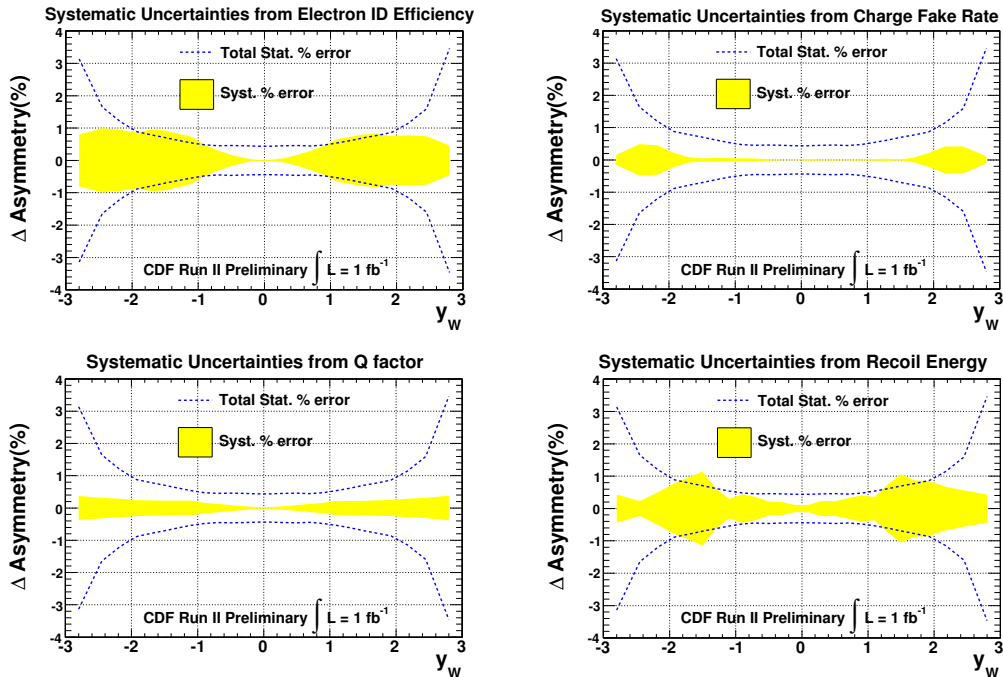 Systematic Uncertainties from Electron ID Efficiency
Δ Asymmetry(%)
4
3
2
1
0
-1
-2
-3
-4
Total Stat. % error
Syst. % error
CDF Run II Preliminary ∫ L = 1 fb⁻¹
-3 -2 -1 0 1 2 3
y_W
Systematic Uncertainties from Charge Fake Rate
Δ Asymmetry(%)
4
3
2
1
0
-1
-2
-3
-4
Total Stat. % error
Syst. % error
CDF Run II Preliminary ∫ L = 1 fb⁻¹
-3 -2 -1 0 1 2 3
y_W
Systematic Uncertainties from Q factor
Δ Asymmetry(%)
4
3
2
1
0
-1
-2
-3
-4
Total Stat. % error
Syst. % error
CDF Run II Preliminary ∫ L = 1 fb⁻¹
-3 -2 -1 0 1 2 3
y_W
Systematic Uncertainties from Recoil Energy
Δ Asymmetry(%)
4
3
2
1
0
-1
-2
-3
-4
Total Stat. % error
Syst. % error
CDF Run II Preliminary ∫ L = 1 fb⁻¹
-3 -2 -1 0 1 2 3
y_W